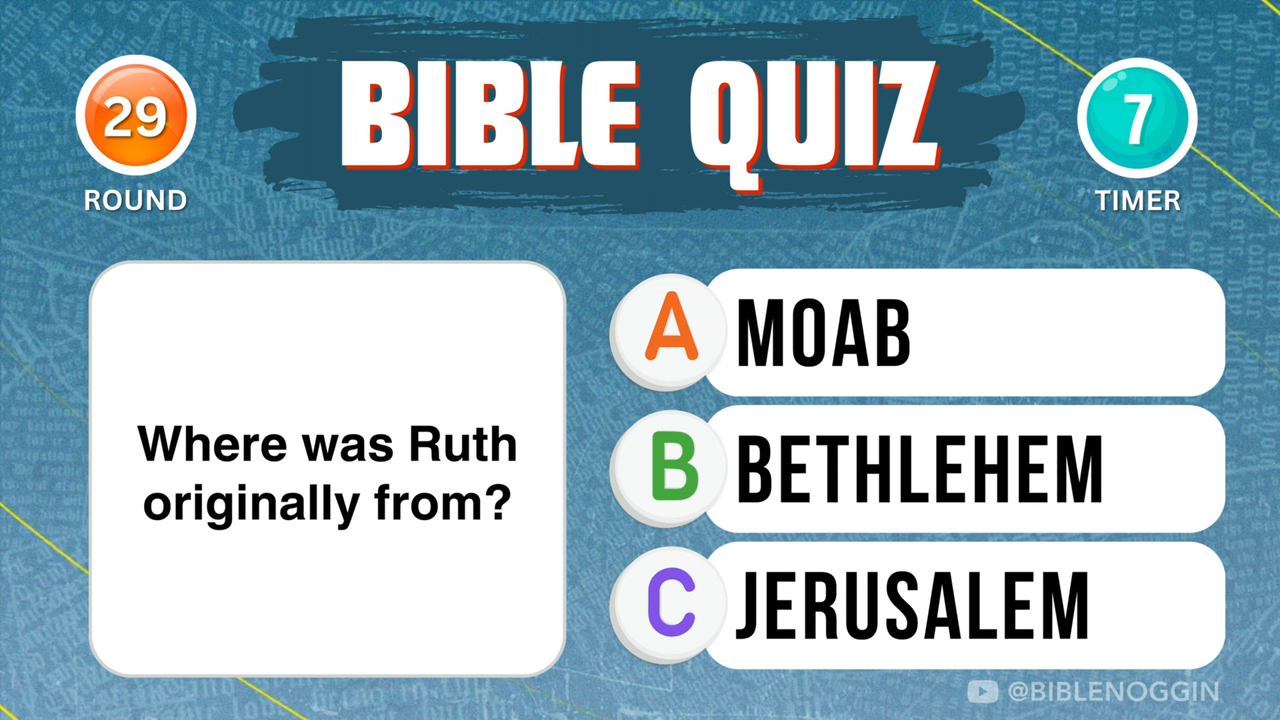 BIBLE QUIZ
29
ROUND
7
TIMER
Where was Ruth
originally from?
A MOAB
B BETHLEHEM
C JERUSALEM
@BIBLENOGGIN